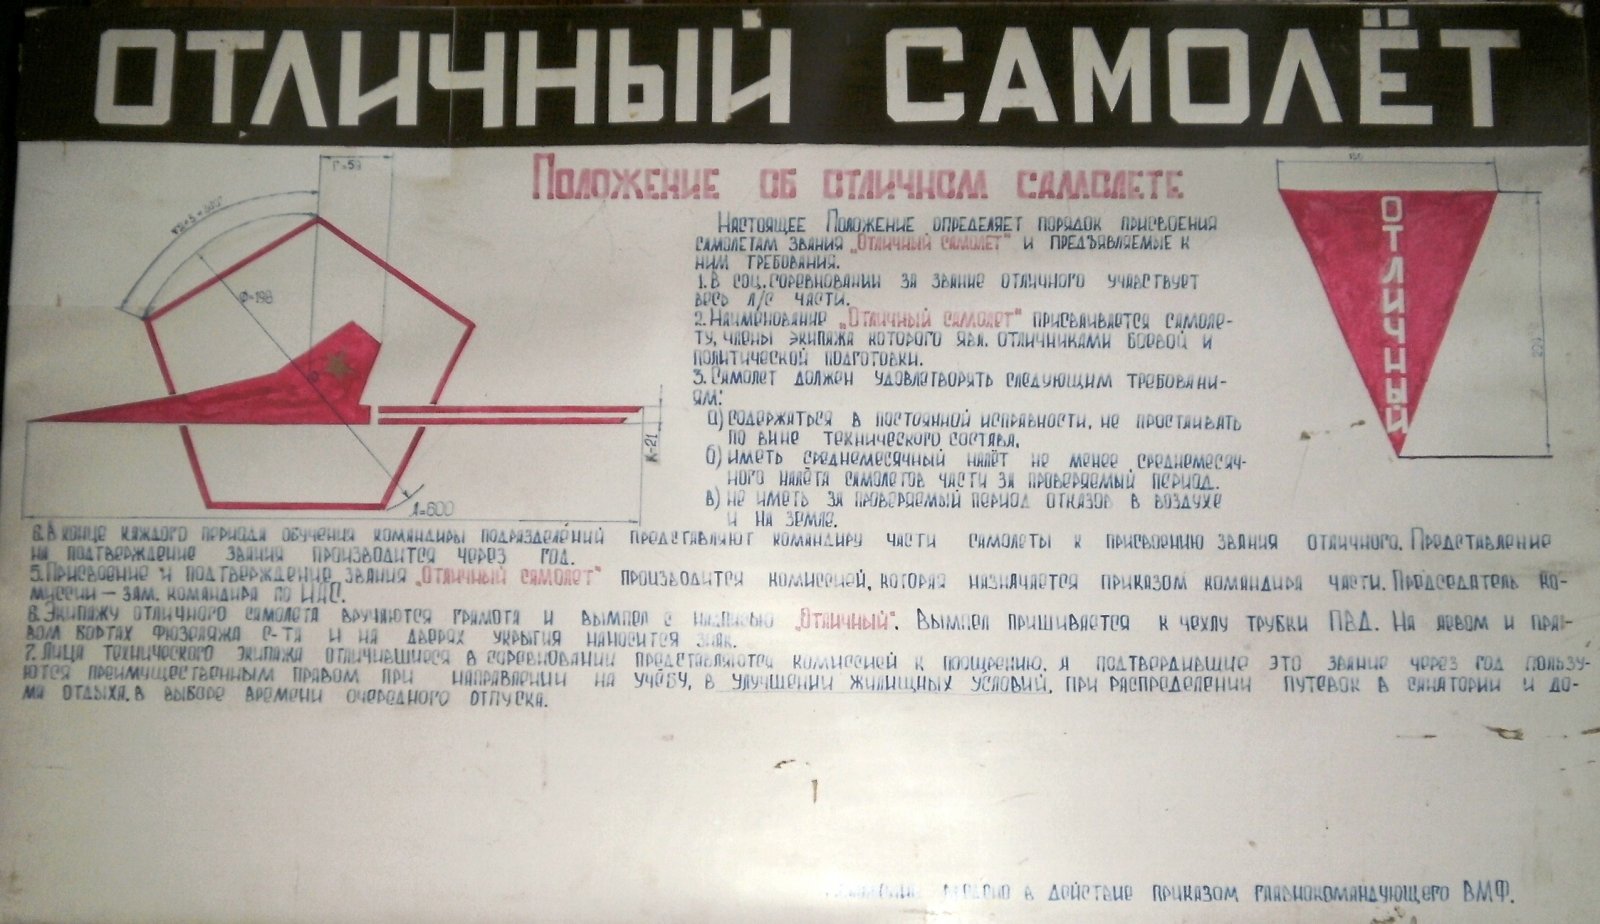 ОТЛИЧНЫЙ САМОЛЁТ
Г=59
Положение об отличном самолете
150
ОТЛИЧНЫЙ
Настоящее Положение определяет порядок присвоения
самолетам звания „Отличный самолет" и предъявляемые к
ним требования.
1. В соц. соревновании за звание отличного учавствует
весь л/с части.
2. Наименование „Отличный самолет" присваивается самоле-
ту, члены экипажа которого явл. отличниками боевой и
политической подготовки.
3. Самолет должен удовлетворять следующим требовани-
ям:
а) содержаться в постоянной исправности, не простаивать
по вине технического состава.
б) иметь среднемесячный налёт не менее среднемесяч-
ного налёта самолетов части за проверяемый период.
в) не иметь за проверяемый период отказов в воздухе
и на земле.
Ø=198
К=21
Л=600
В конце каждого периода обучения командиры подразделений представляют командиру части самолеты к присвоению звания отличного. Представление
на подтверждение звания производится через год.
5. Присвоение и подтверждение звания „Отличный самолет" производится комиссией, которая назначается приказом командира части. Председатель ко-
миссии — зам. командира по ИАС.
6. Экипажу отличного самолета вручаются грамота и вымпел с надписью „Отличный". Вымпел пришивается к чехлу трубки ПВД. На левом и пра-
вом бортах фюзеляжа с-та и на дверях укрытия наносится знак.
7. Лица технического экипажа отличившиеся в соревновании представляются комиссией к поощрению. А подтвердившие это звание через год пользу-
ются преимущественным правом при направлении на учебу, в улучшении жилищных условий, при распределении путевок в санатории и до-
ма отдыха, в выборе времени очередного отпуска.
в действие приказом главнокомандующего ВМФ.